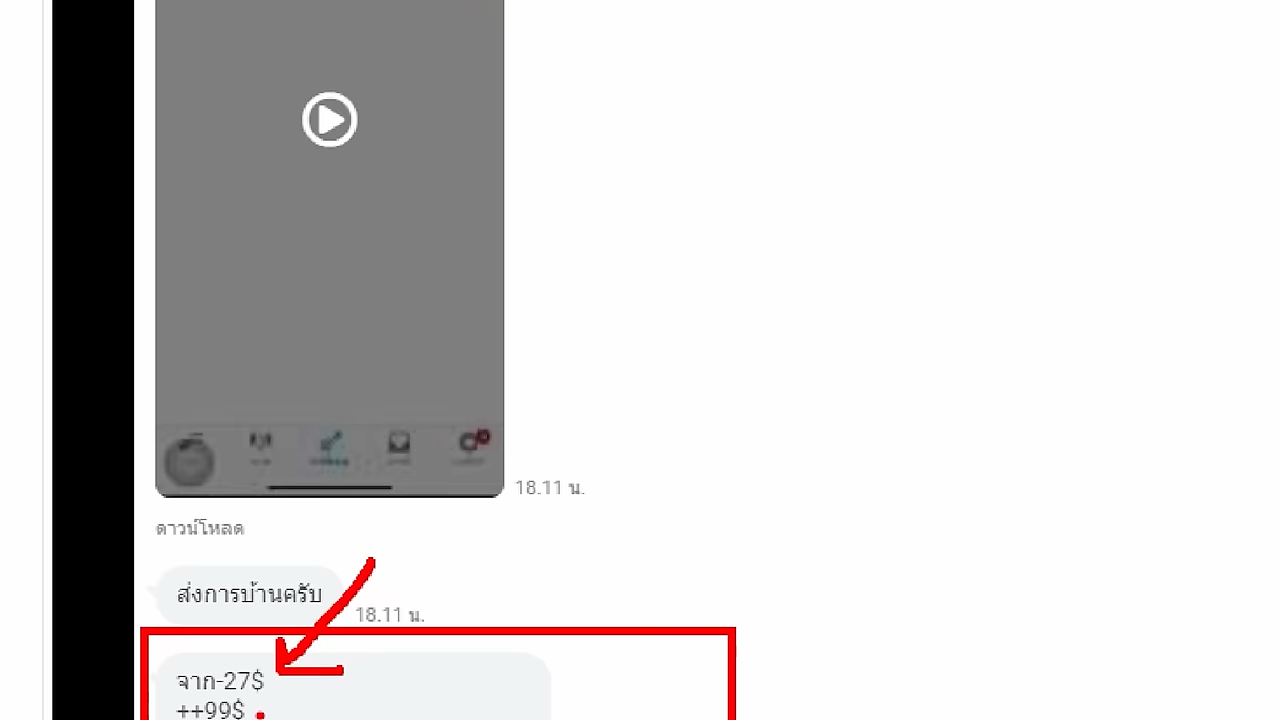 18.11 น.
ดาวน์โหลด
ส่งการบ้านครับ
18.11 น.
จาก-27$
++99$